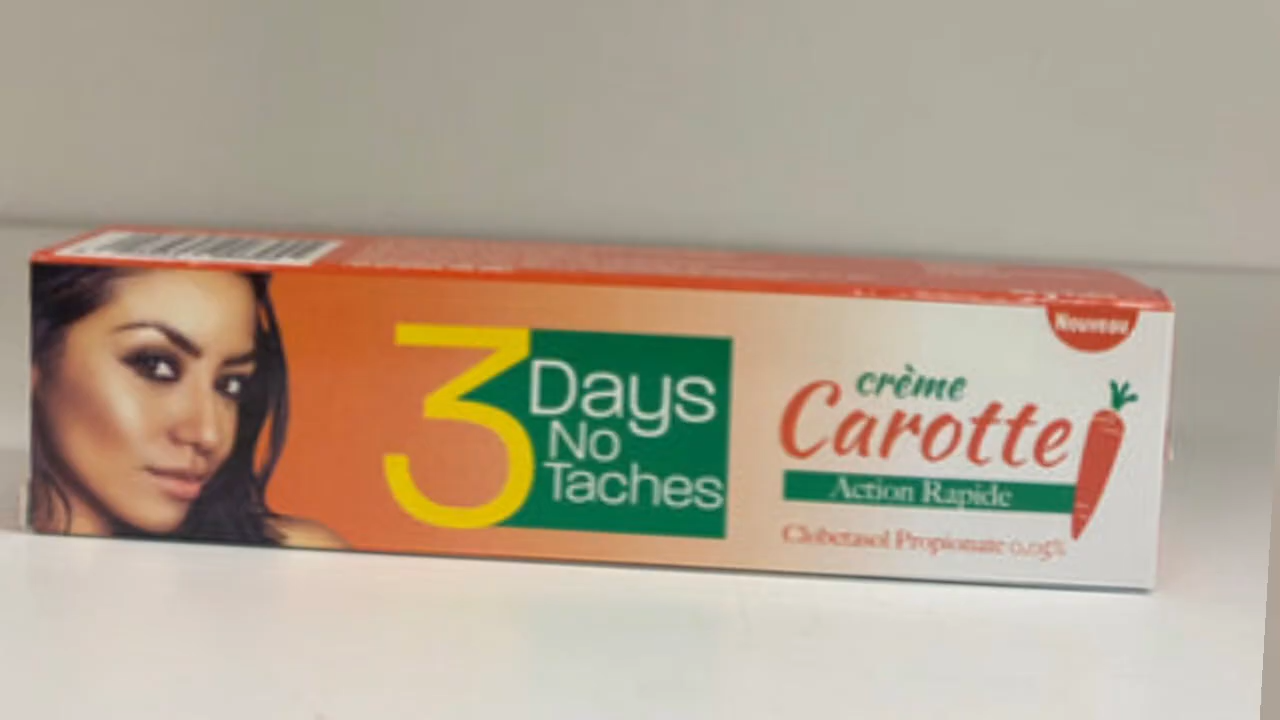 3
Days
No
Taches
Nouveau
crème
Carotte
Action Rapide
Clobetasol Propionate 0.05%